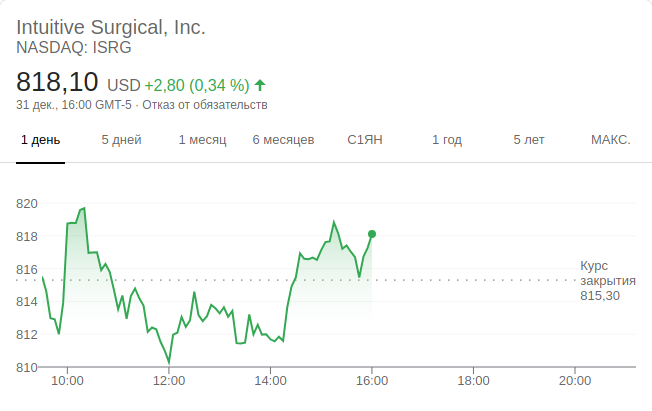 Intuitive Surgical, Inc.
NASDAQ: ISRG
818,10 USD +2,80 (0,34 %)
31 дек., 16:00 GMT-5 · Отказ от обязательств
1 день 5 дней 1 месяц 6 месяцев С1ЯН 1 год 5 лет МАКС.
820
818
816
814
812
810
Курс
закрытия
815,30
10:00 12:00 14:00 16:00 18:00 20:00